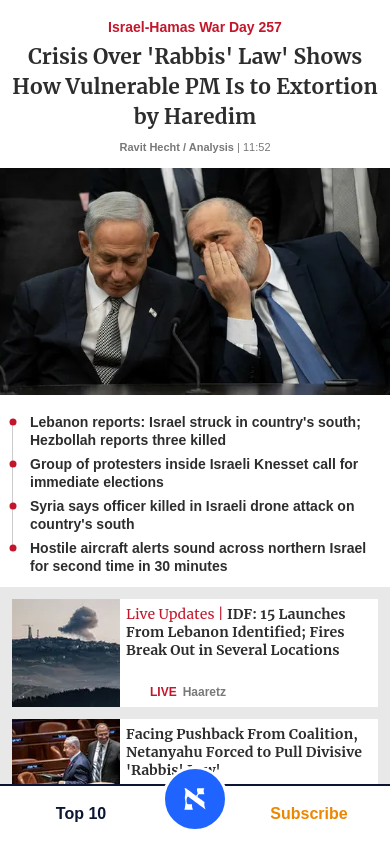 Israel-Hamas War Day 257
Crisis Over 'Rabbis' Law' Shows
How Vulnerable PM Is to Extortion
by Haredim
Ravit Hecht / Analysis | 11:52
Lebanon reports: Israel struck in country's south;
Hezbollah reports three killed
Group of protesters inside Israeli Knesset call for
immediate elections
Syria says officer killed in Israeli drone attack on
country's south
Hostile aircraft alerts sound across northern Israel
for second time in 30 minutes
Live Updates | IDF: 15 Launches
From Lebanon Identified; Fires
Break Out in Several Locations
LIVE Haaretz
Facing Pushback From Coalition,
Netanyahu Forced to Pull Divisive
'Rabbis'
Top 10
Subscribe